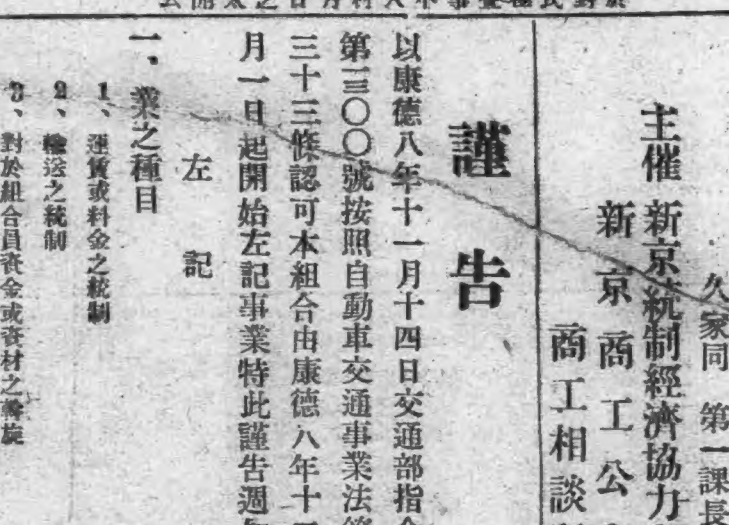 久家同 第一課長
主催 新京統制經濟協力
新京商工公
商工相談
謹告
以康德八年十一月十四日交通部指令
第三〇〇號按照自動車交通事業法第
三十三條認可本組合由康德八年十
月一日起開始左記事業特此謹告週
左記
一、業之種目
1、運賃或料金之統制
2、輸送之統制
3、對於組合員資金或資材之斡旋